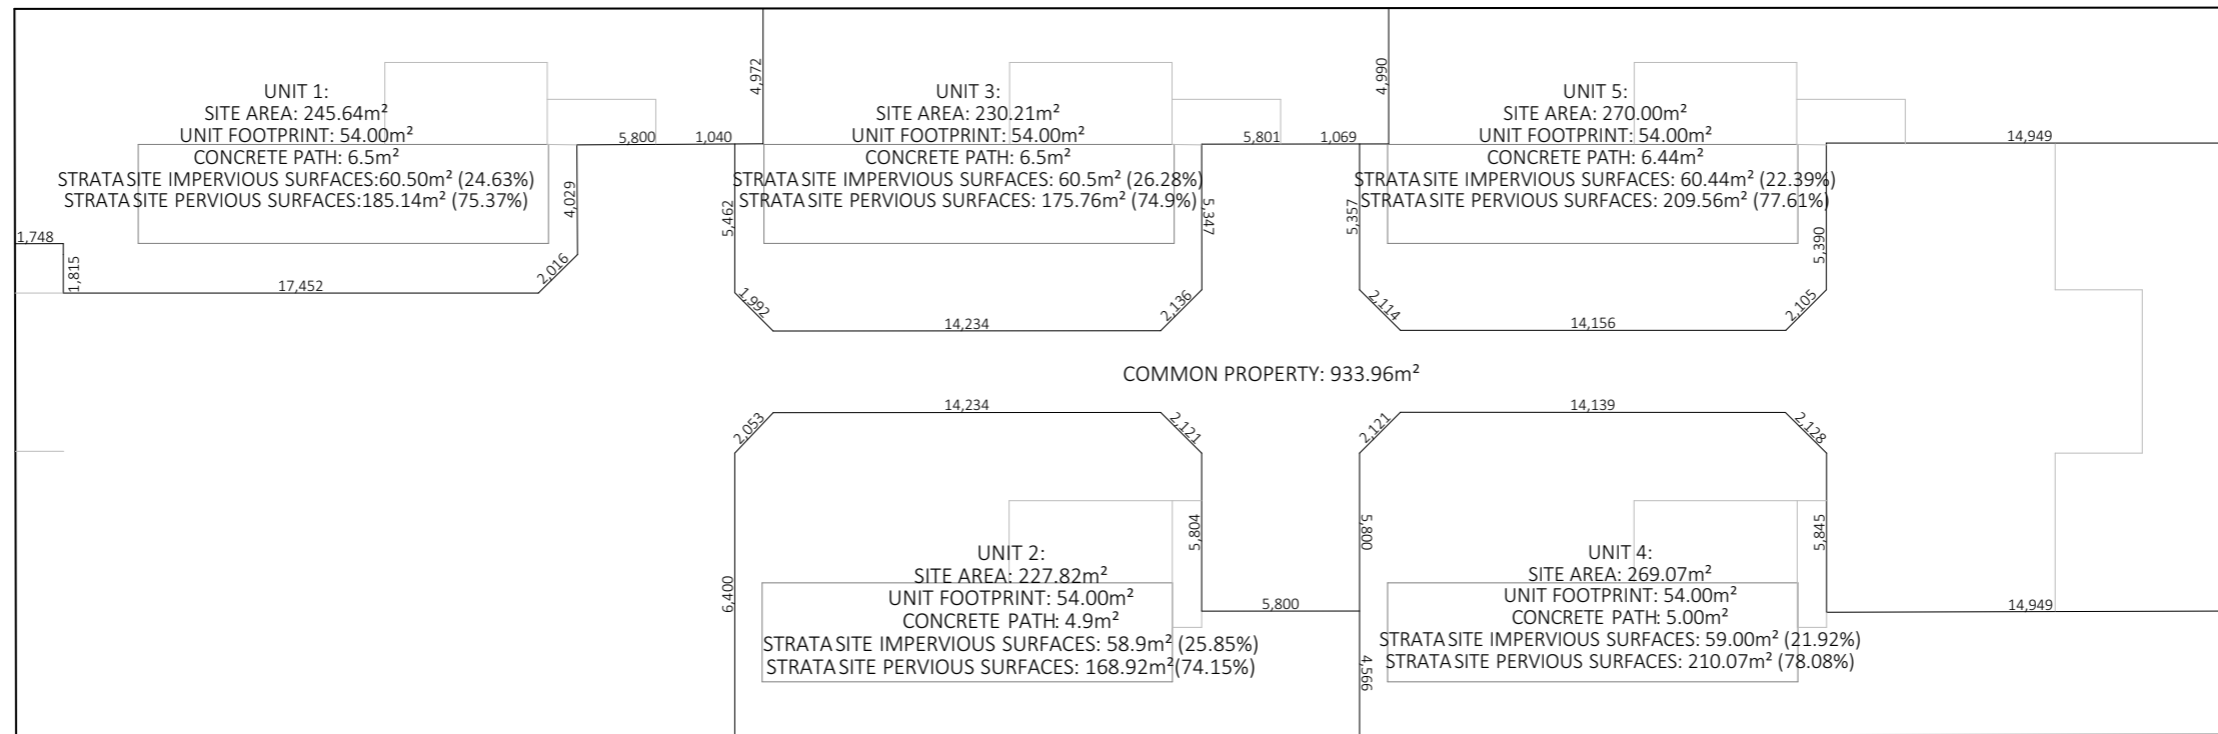 4,972
4,990
UNIT 1:
SITE AREA: 245.64m²
UNIT FOOTPRINT: 54.00m²
CONCRETE PATH: 6.5m²
STRATA SITE IMPERVIOUS SURFACES:60.50m² (24.63%)
STRATA SITE PERVIOUS SURFACES:185.14m² (75.37%)
UNIT 3:
SITE AREA: 230.21m²
UNIT FOOTPRINT: 54.00m²
CONCRETE PATH: 6.5m²
STRATA SITE IMPERVIOUS SURFACES: 60.5m² (26.28%)
STRATA SITE PERVIOUS SURFACES: 175.76m² (74.9%)
UNIT 5:
SITE AREA: 270.00m²
UNIT FOOTPRINT: 54.00m²
CONCRETE PATH: 6.44m²
STRATA SITE IMPERVIOUS SURFACES: 60.44m² (22.39%)
STRATA SITE PERVIOUS SURFACES: 209.56m² (77.61%)
5,800
1,040
5,801
1,069
14,949
4,029
5,462
5,347
5,357
5,390
1,748
1,815
17,452
2,016
1,992
14,234
2,136
2,114
14,156
2,105
COMMON PROPERTY: 933.96m²
2,053
14,234
2,121
2,121
14,139
2,128
6,400
5,804
5,800
5,845
UNIT 2:
SITE AREA: 227.82m²
UNIT FOOTPRINT: 54.00m²
CONCRETE PATH: 4.9m²
STRATA SITE IMPERVIOUS SURFACES: 58.9m² (25.85%)
STRATA SITE PERVIOUS SURFACES: 168.92m² (74.15%)
5,800
4,566
UNIT 4:
SITE AREA: 269.07m²
UNIT FOOTPRINT: 54.00m²
CONCRETE PATH: 5.00m²
STRATA SITE IMPERVIOUS SURFACES: 59.00m² (21.92%)
STRATA SITE PERVIOUS SURFACES: 210.07m² (78.08%)
14,949